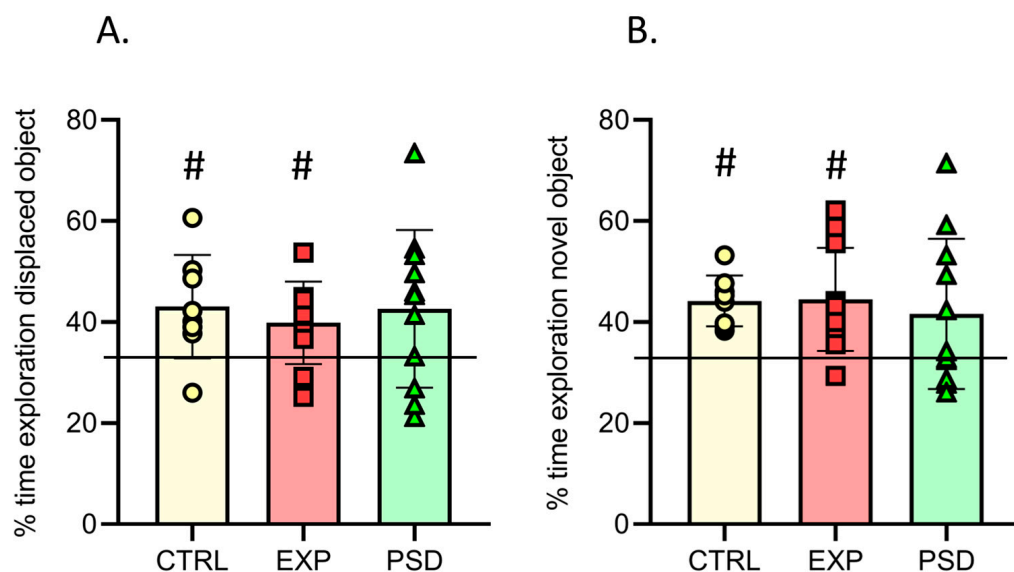 A.
% time exploration displaced object
80
60
40
20
0
# #
CTRL EXP PSD
B.
% time exploration novel object
80
60
40
20
0
# #
CTRL EXP PSD